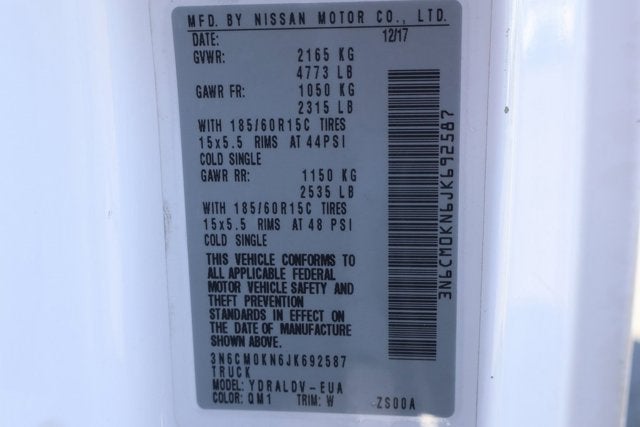 MFD. BY NISSAN MOTOR CO., LTD.
DATE: 12/17
GVWR: 2165 KG
4773 LB
GAWR FR: 1050 KG
2315 LB
WITH 185/60R15C TIRES
15x5.5 RIMS AT 44PSI
COLD SINGLE
GAWR RR: 1150 KG
2535 LB
WITH 185/60R15C TIRES
15x5.5 RIMS AT 48 PSI
COLD SINGLE
THIS VEHICLE CONFORMS TO
ALL APPLICABLE FEDERAL
MOTOR VEHICLE SAFETY AND
THEFT PREVENTION
STANDARDS IN EFFECT ON
THE DATE OF MANUFACTURE
SHOWN ABOVE.
3N6CM0KN6JK692587
TRUCK
MODEL: YDRALDV-EUA
COLOR: QM1 TRIM: W ZS00A
3N6CM0KN6JK692587